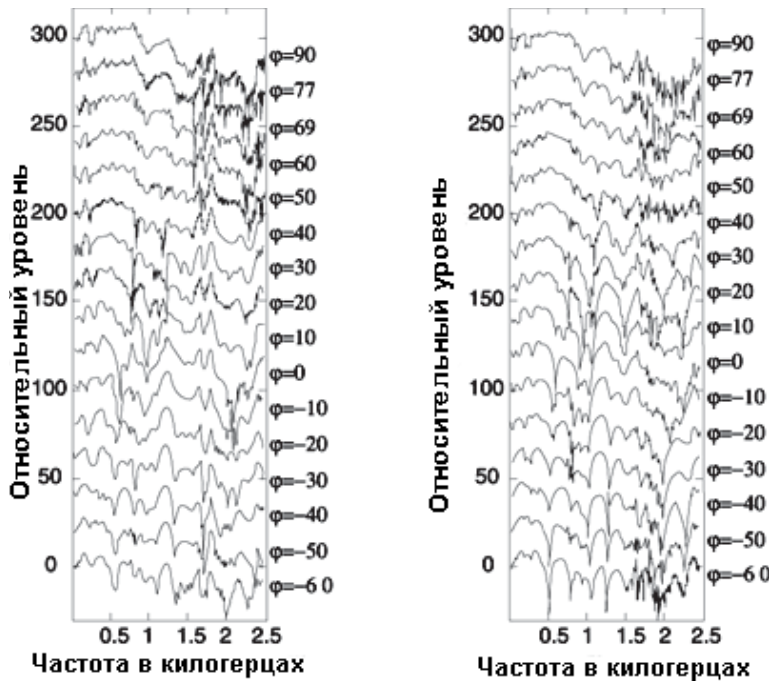 Относительный уровень
300
250
200
150
100
50
0
φ=90
φ=77
φ=69
φ=60
φ=50
φ=40
φ=30
φ=20
φ=10
φ=0
φ=-10
φ=-20
φ=-30
φ=-40
φ=-50
φ=-6 0
0.5 1 1.5 2 2.5
Частота в килогерцах
Относительный уровень
300
250
200
150
100
50
0
φ=90
φ=77
φ=69
φ=60
φ=50
φ=40
φ=30
φ=20
φ=10
φ=0
φ=-10
φ=-20
φ=-30
φ=-40
φ=-50
φ=-6 0
0.5 1 1.5 2 2.5
Частота в килогерцах